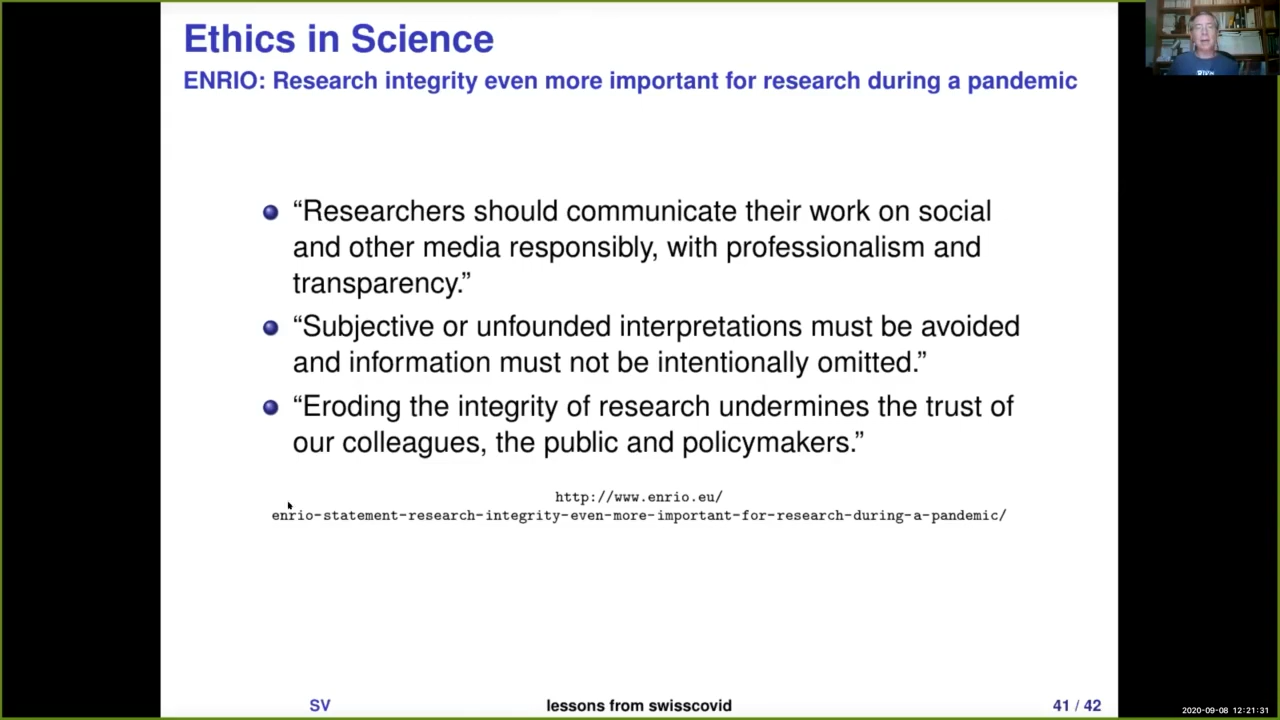 Ethics in Science
ENRIO: Research integrity even more important for research during a pandemic
“Researchers should communicate their work on social
and other media responsibly, with professionalism and
transparency.”
“Subjective or unfounded interpretations must be avoided
and information must not be intentionally omitted.”
“Eroding the integrity of research undermines the trust of
our colleagues, the public and policymakers.”
http://www.enrio.eu/
enrio-statement-research-integrity-even-more-important-for-research-during-a-pandemic/
SV lessons from swisscovid 41 / 42
2020-09-08 12:21:31